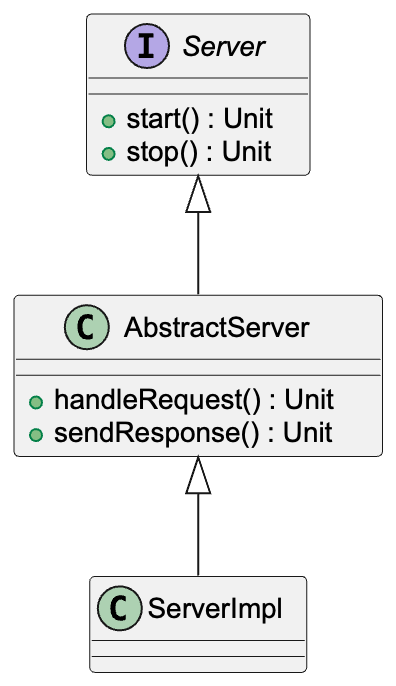 I Server
start() : Unit
stop() : Unit
C AbstractServer
handleRequest() : Unit
sendResponse() : Unit
C ServerImpl